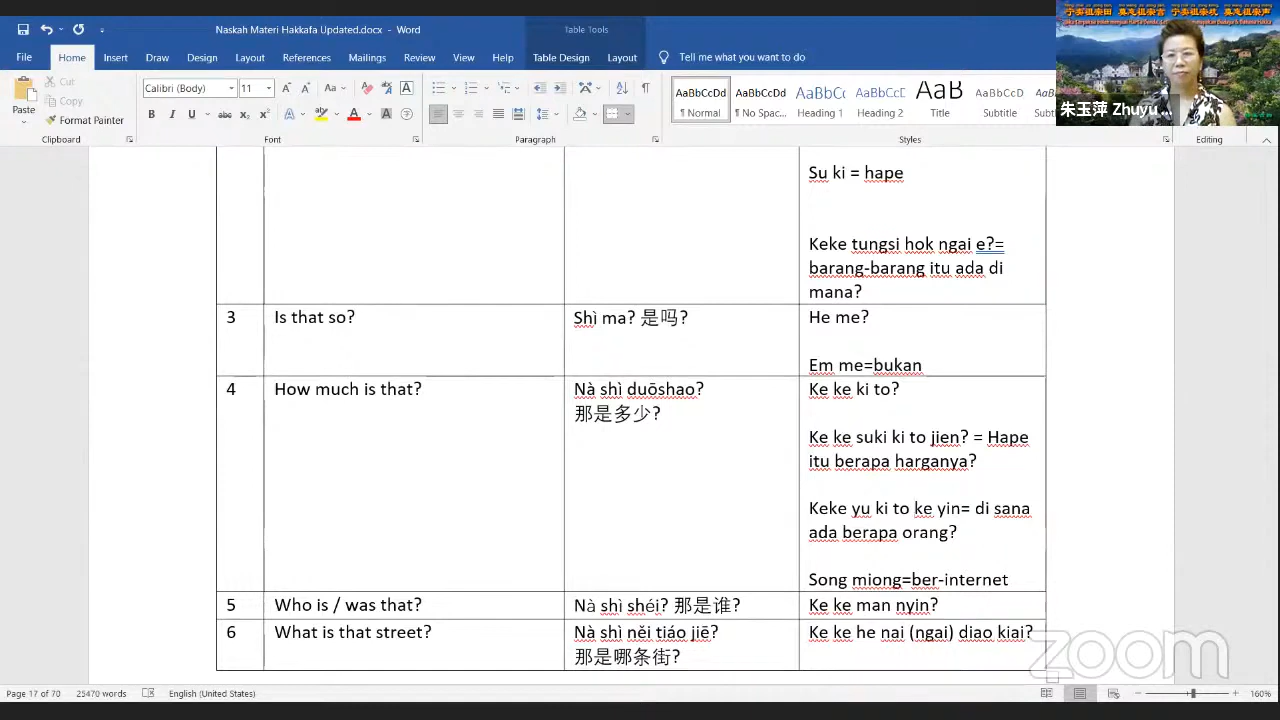 Naskah Materi Hakkafa Updated.docx - Word
Table Tools
File Home Insert Draw Design Layout References Mailings Review View Help Table Design Layout Tell me what you want to do
Cut
Copy
Format Painter
Paste
Calibri (Body) 11
AaBbCcDd AaBbCcDd AaBbCc AaBbCcC AaB AaBbCcD
¶ Normal ¶ No Spac... Heading 1 Heading 2 Title Subtitle
Clipboard Font Paragraph Styles Editing
朱玉萍 Zhuyu ...
Su ki = hape
Keke tungsi hok ngai e?=
barang-barang itu ada di
mana?
3 Is that so? Shì ma? 是吗? He me?
Em me=bukan
4 How much is that? Nà shì duōshao? Ke ke ki to?
那是多少?
Ke ke suki ki to jien? = Hape
itu berapa harganya?
Keke yu ki to ke yin= di sana
ada berapa orang?
Song miong=ber-internet
5 Who is / was that? Nà shì shéi? 那是谁? Ke ke man nyin?
6 What is that street? Nà shì něi tiáo jiē? Ke ke he nai (ngai) diao kiai?
那是哪条街?
zoom
Page 17 of 70 25470 words English (United States) 160%